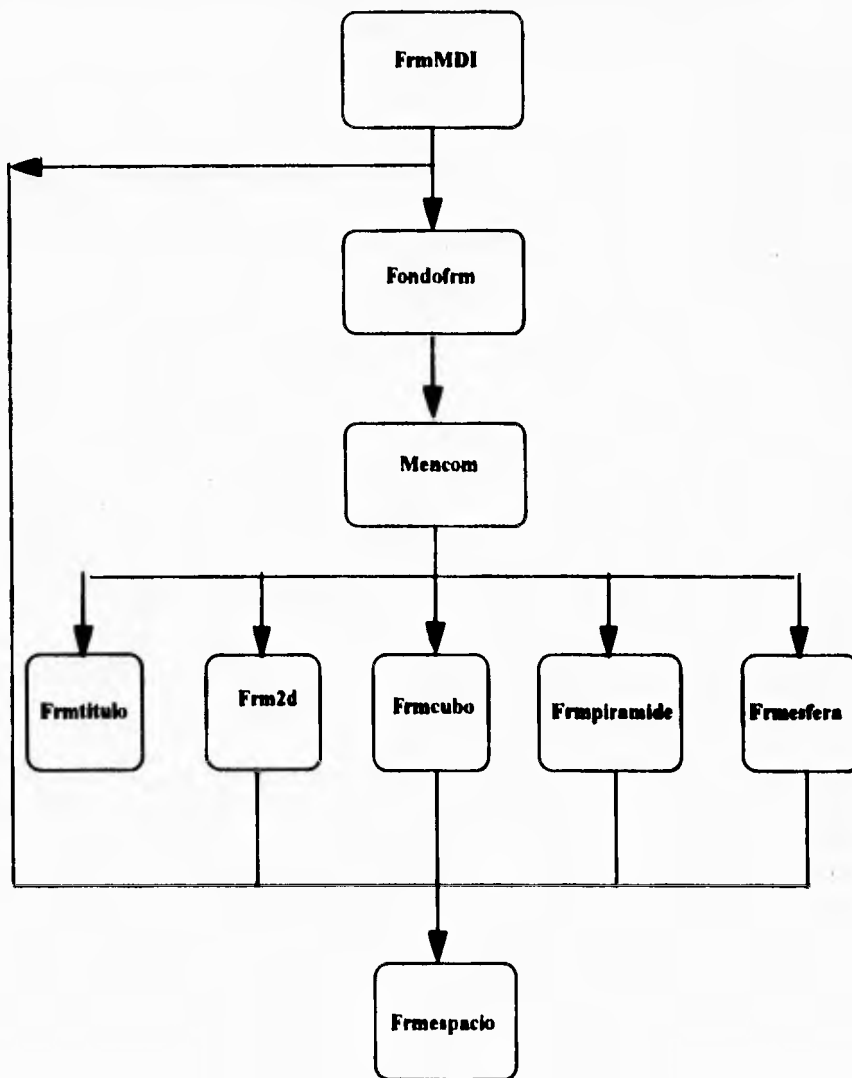 FrmMDI
Fondofrm
Mencom
Frmtitulo
Frm2d
Frmcubo
Frmpiramide
Frmesfera
Frmespacio